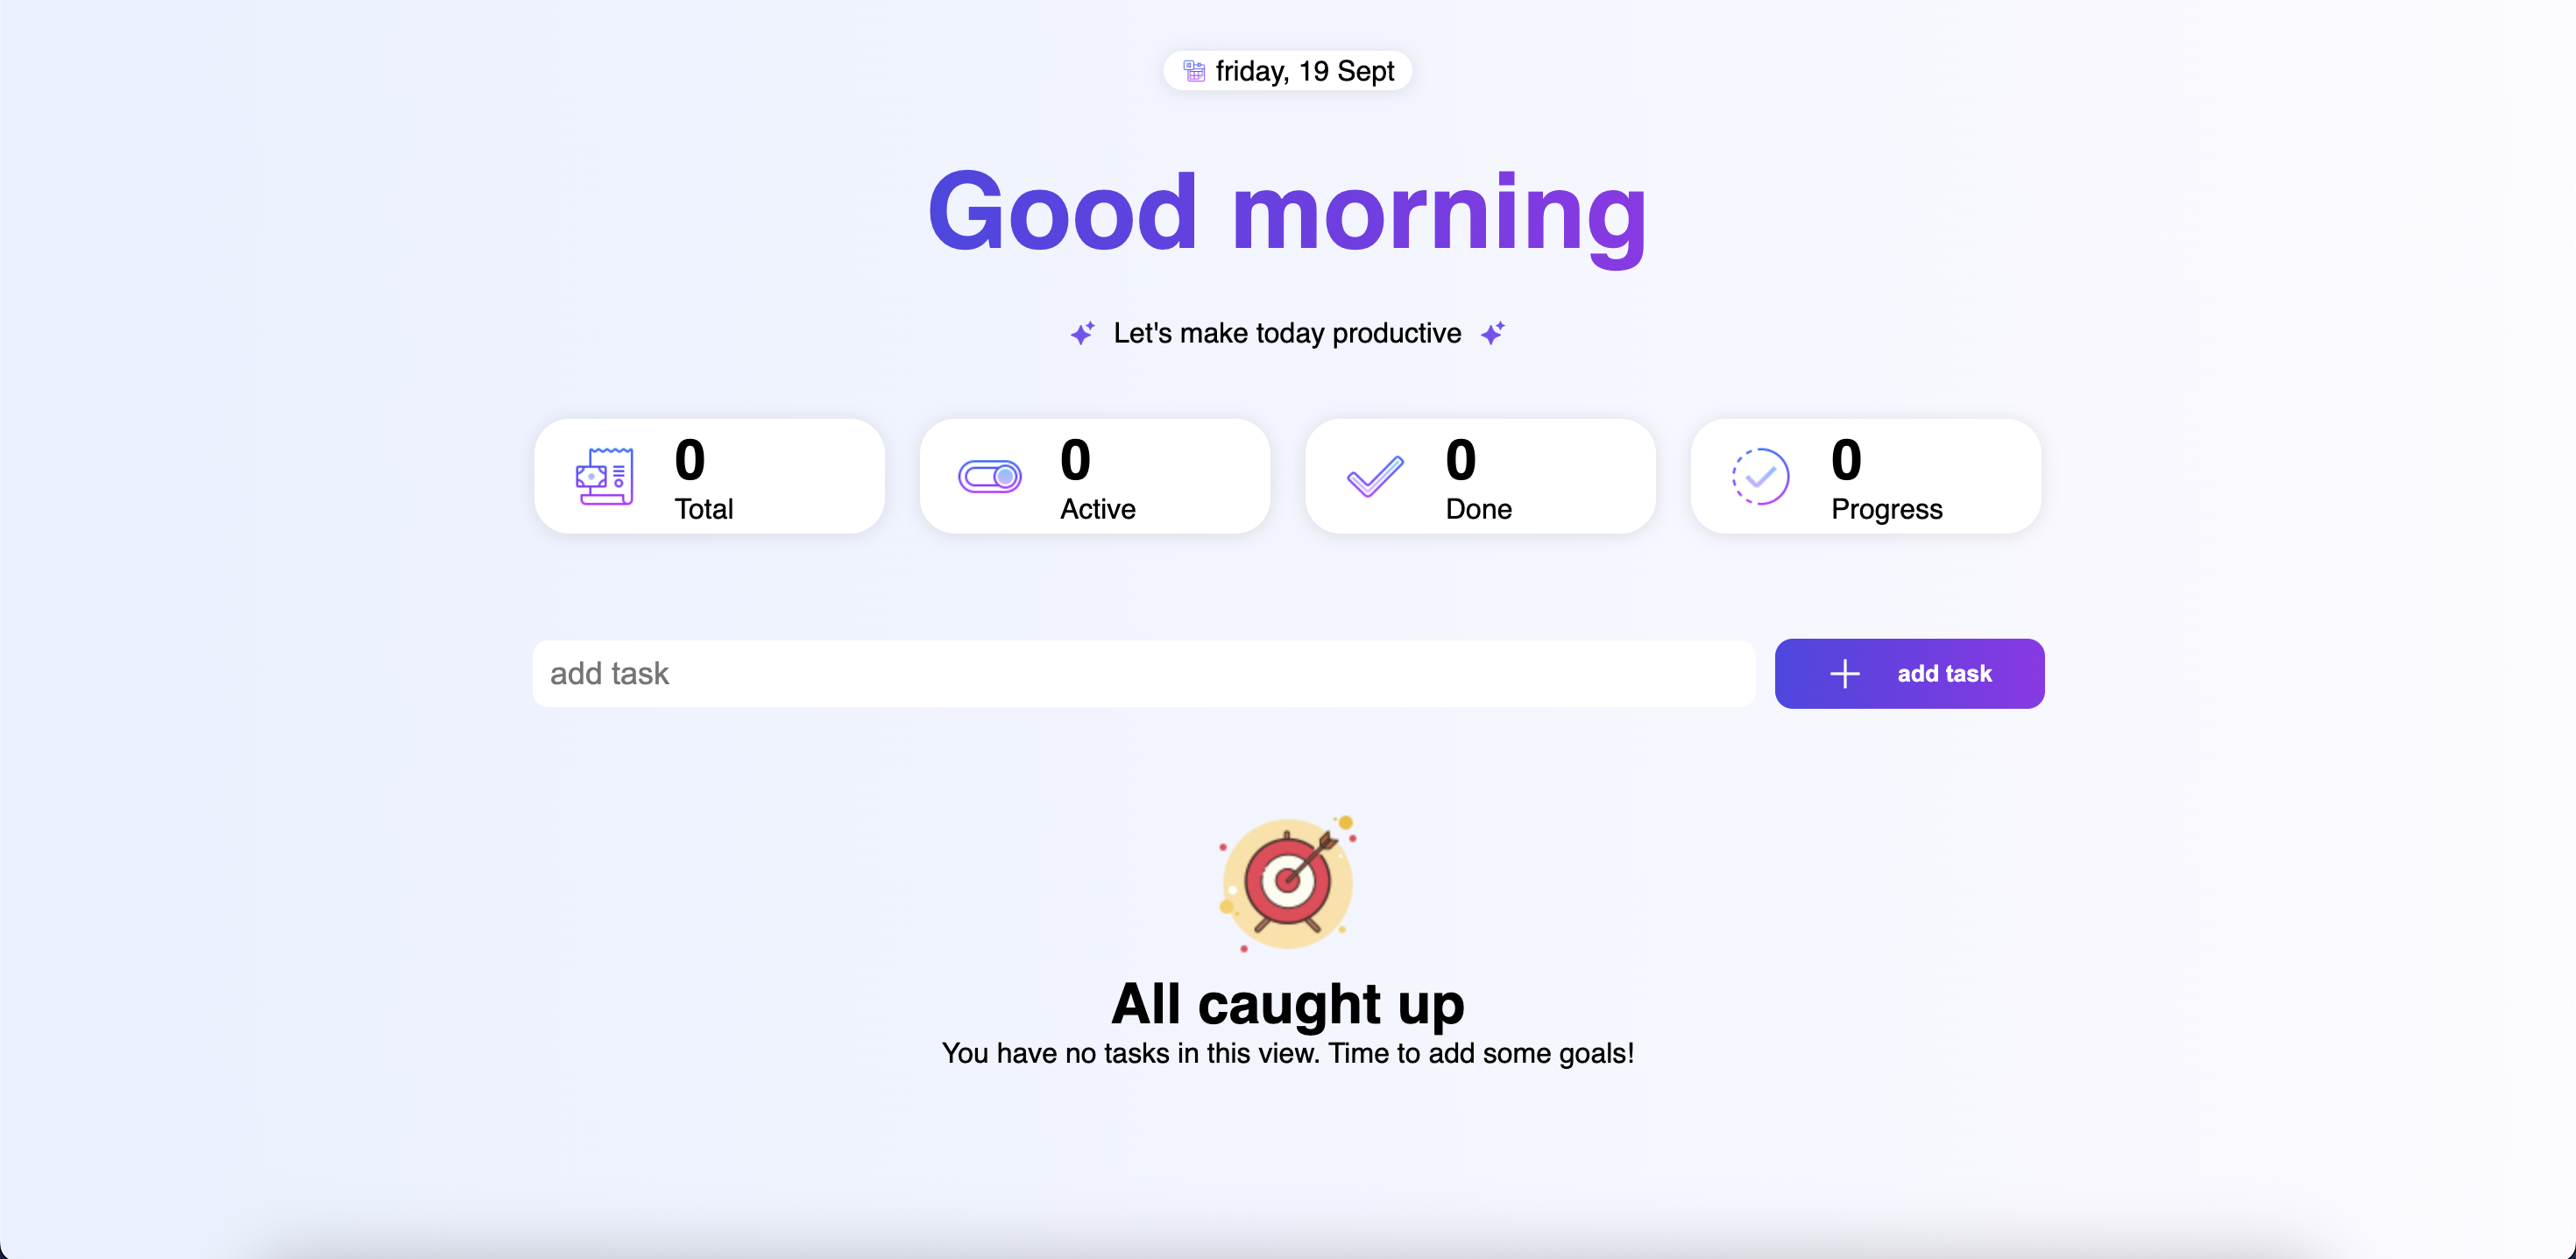 friday, 19 Sept
Good morning
Let's make today productive
0
Total
0
Active
0
Done
0
Progress
add task
add task
All caught up
You have no tasks in this view. Time to add some goals!